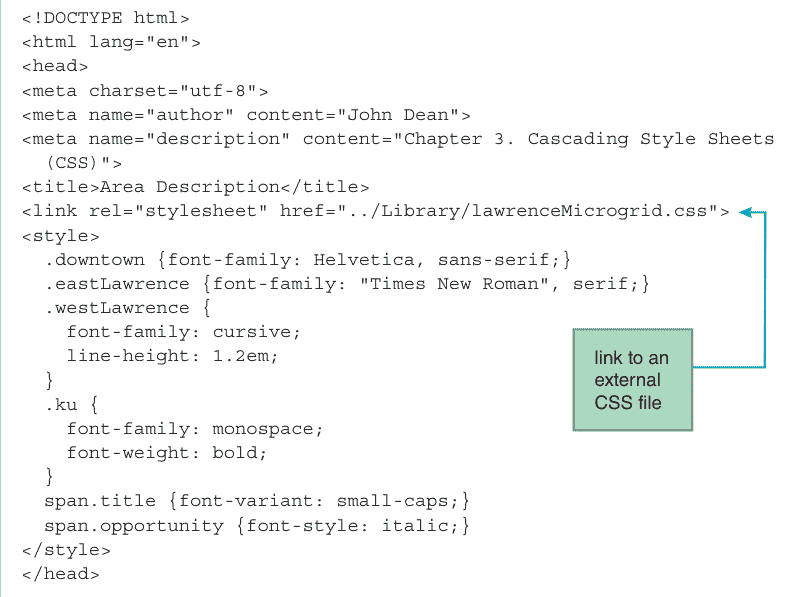 <!DOCTYPE html>
<html lang="en">
<head>
<meta charset="utf-8">
<meta name="author" content="John Dean">
<meta name="description" content="Chapter 3. Cascading Style Sheets
  (CSS)">
<title>Area Description</title>
<link rel="stylesheet" href="../Library/lawrenceMicrogrid.css">
<style>
  .downtown {font-family: Helvetica, sans-serif;}
  .eastLawrence {font-family: "Times New Roman", serif;}
  .westLawrence {
    font-family: cursive;
    line-height: 1.2em;
  }
  .ku {
    font-family: monospace;
    font-weight: bold;
  }
  span.title {font-variant: small-caps;}
  span.opportunity {font-style: italic;}
</style>
</head>
link to an
external
CSS file